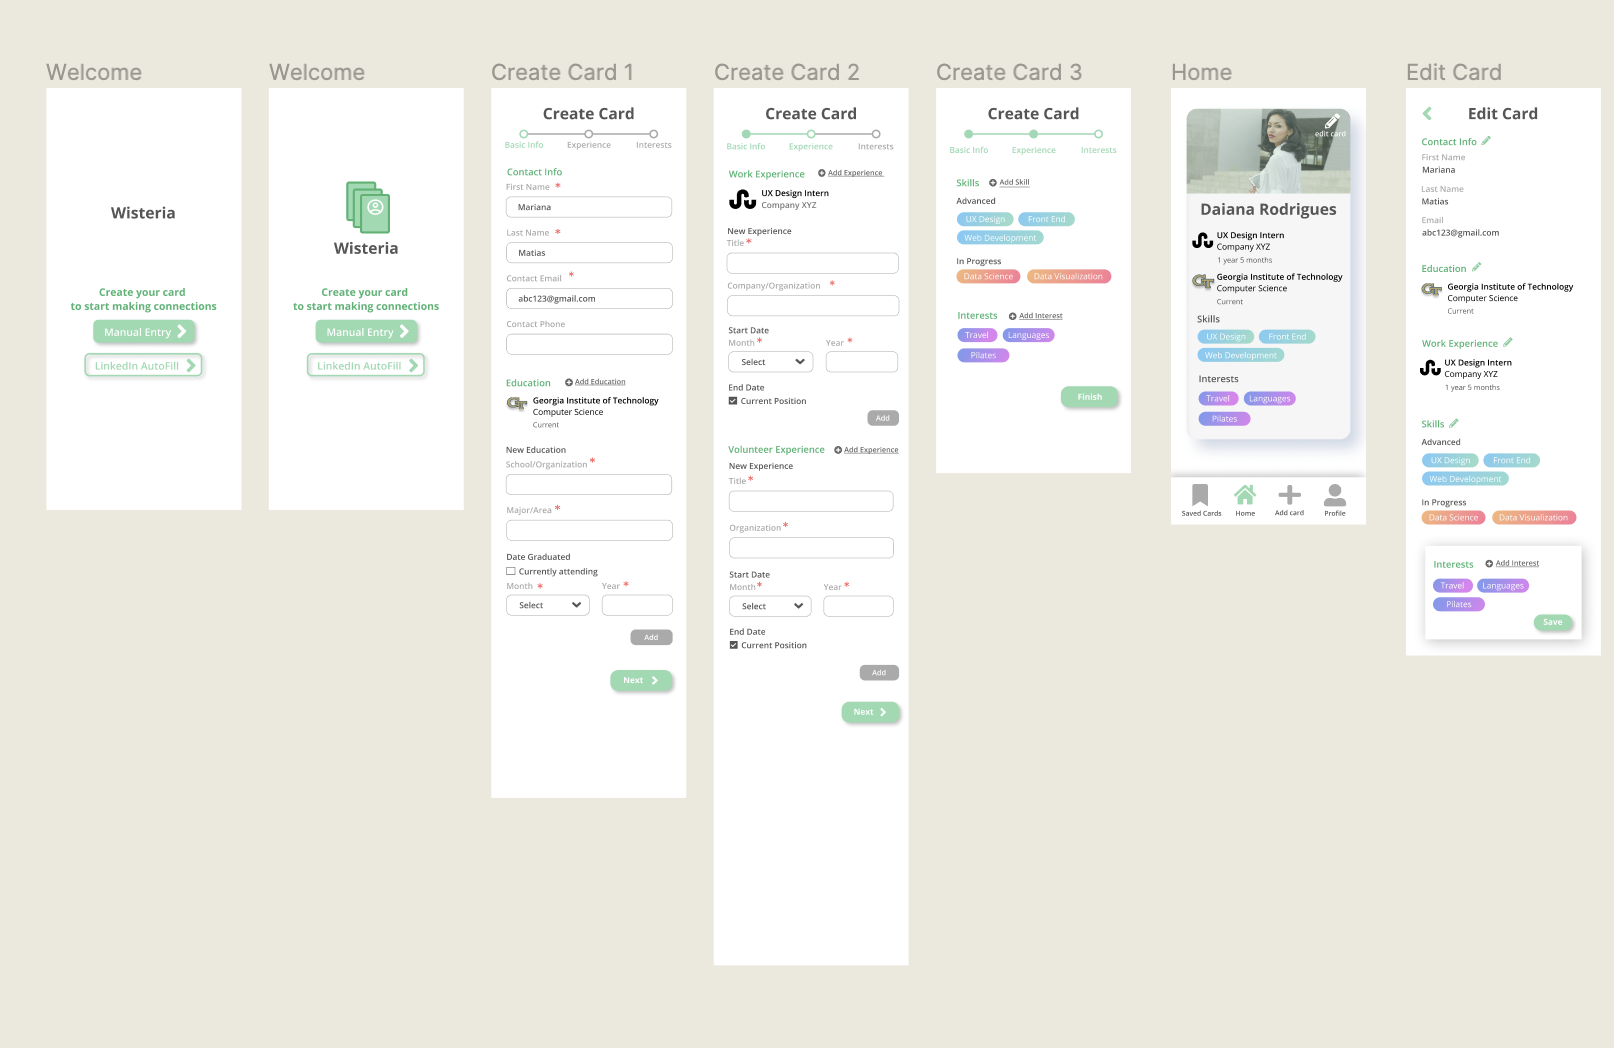 Welcome
Wisteria
Create your card
to start making connections
Manual Entry
LinkedIn AutoFill
Welcome
Wisteria
Create your card
to start making connections
Manual Entry
LinkedIn AutoFill
Create Card 1
Create Card
Basic Info Experience Interests
Contact Info
First Name *
Mariana
Last Name *
Matias
Contact Email *
abc123@gmail.com
Contact Phone
Education Add Education
GT Georgia Institute of Technology
Computer Science
Current
New Education
School/Organization *
Major/Area *
Date Graduated
Currently attending
Month * Year *
Select
Add
Next
Create Card 2
Create Card
Basic Info Experience Interests
Work Experience Add Experience
UX Design Intern
Company XYZ
New Experience
Title *
Company/Organization *
Start Date
Month * Year *
Select
End Date
Current Position
Add
Volunteer Experience Add Experience
New Experience
Title *
Organization *
Start Date
Month * Year *
Select
End Date
Current Position
Add
Next
Create Card 3
Create Card
Basic Info Experience Interests
Skills Add Skill
Advanced
UX Design Front End
Web Development
In Progress
Data Science Data Visualization
Interests Add Interest
Travel Languages
Pilates
Finish
Home
edit card
Daiana Rodrigues
UX Design Intern
Company XYZ
1 year 5 months
GT Georgia Institute of Technology
Computer Science
Current
Skills
UX Design Front End
Web Development
Interests
Travel Languages
Pilates
Saved Cards Home Add card Profile
Edit Card
Edit Card
Contact Info
First Name
Mariana
Last Name
Matias
Email
abc123@gmail.com
Education
GT Georgia Institute of Technology
Computer Science
Current
Work Experience
UX Design Intern
Company XYZ
1 year 5 months
Skills
Advanced
UX Design Front End
Web Development
In Progress
Data Science Data Visualization
Interests Add Interest
Travel Languages
Pilates
Save